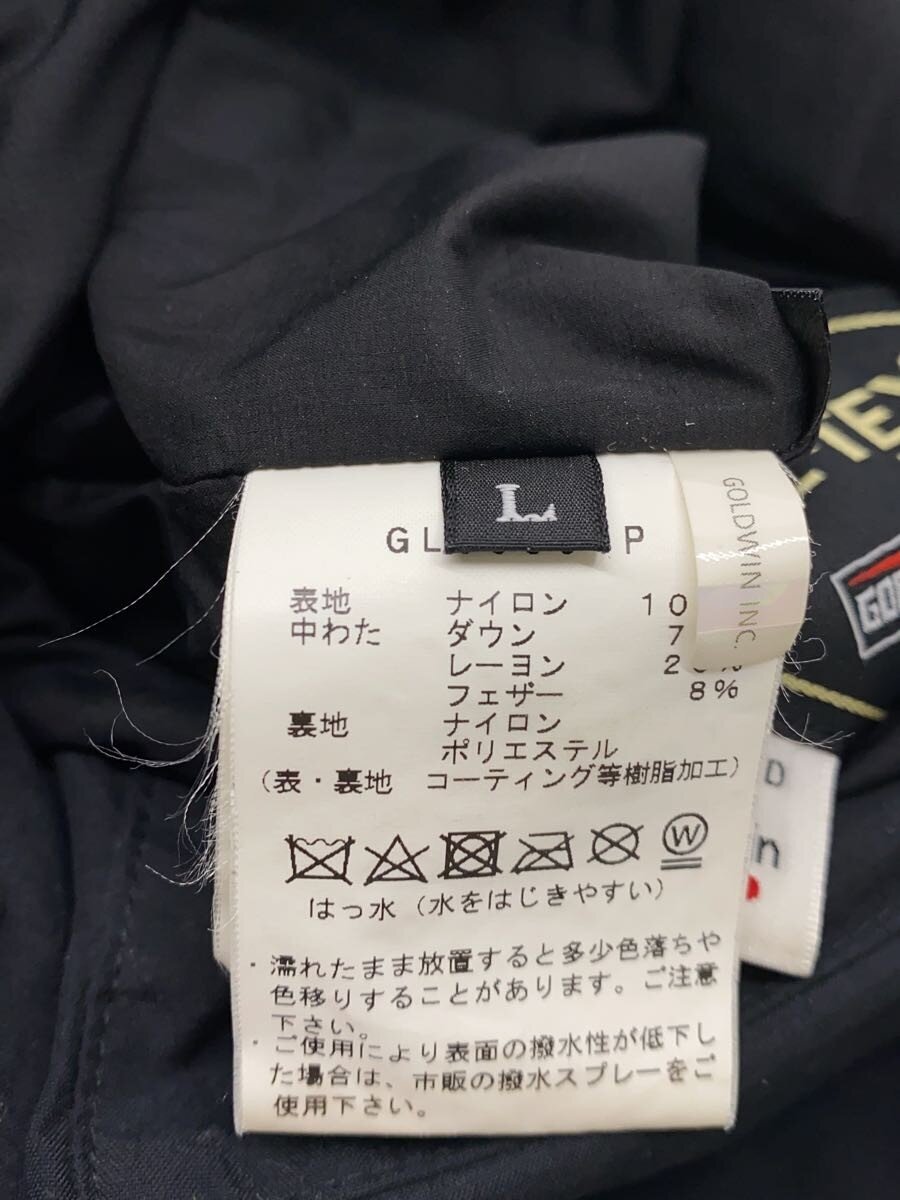 L
GL P
GOLDWIN INC.
表地 ナイロン 10
中わた ダウン 7
レーヨン 2 %
フェザー 8%
裏地 ナイロン
ポリエステル
(表・裏地 コーティング等樹脂加工)
W
はっ水 (水をはじきやすい)
・濡れたまま放置すると多少色落ちや
色移りすることがあります。ご注意
下さい。
・ご使用により表面の撥水性が低下し
た場合は、市販の撥水スプレーをご
使用下さい。
D
n